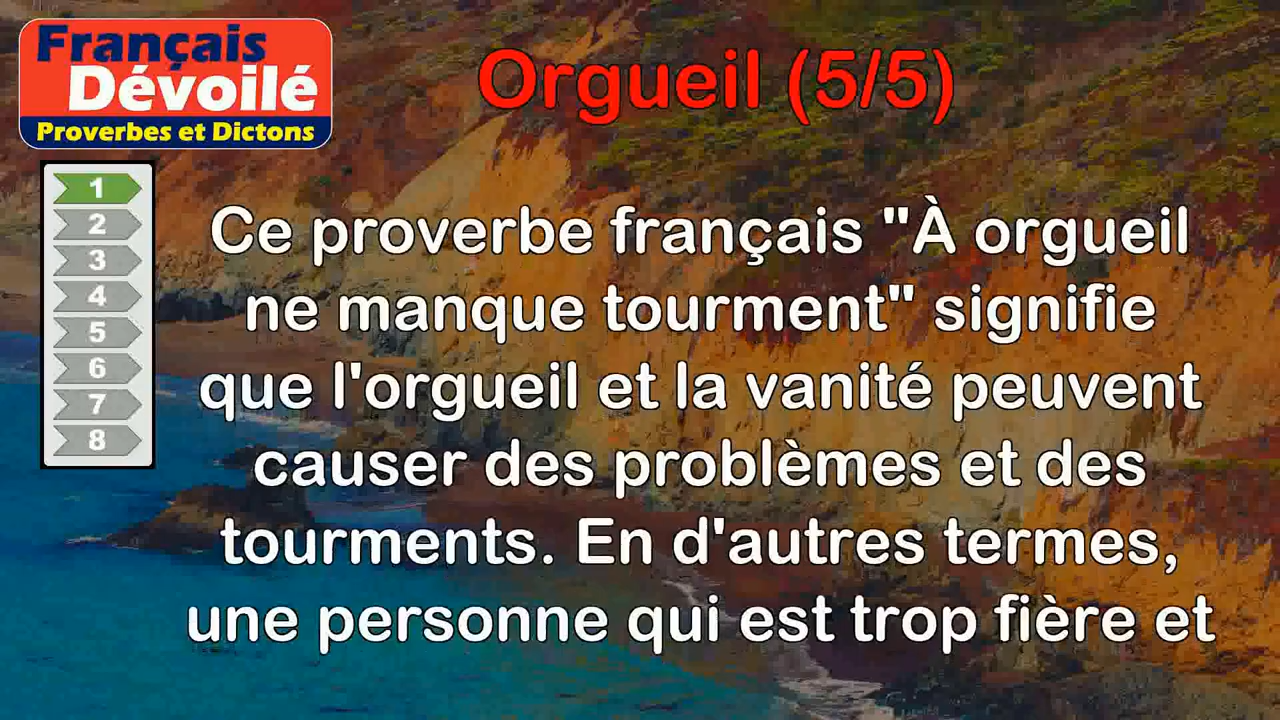 Français
Dévoilé
Proverbes et Dictons
Orgueil (5/5)
1
2
3
4
5
6
7
8
Ce proverbe français "À orgueil
ne manque tourment" signifie
que l'orgueil et la vanité peuvent
causer des problèmes et des
tourments. En d'autres termes,
une personne qui est trop fière et